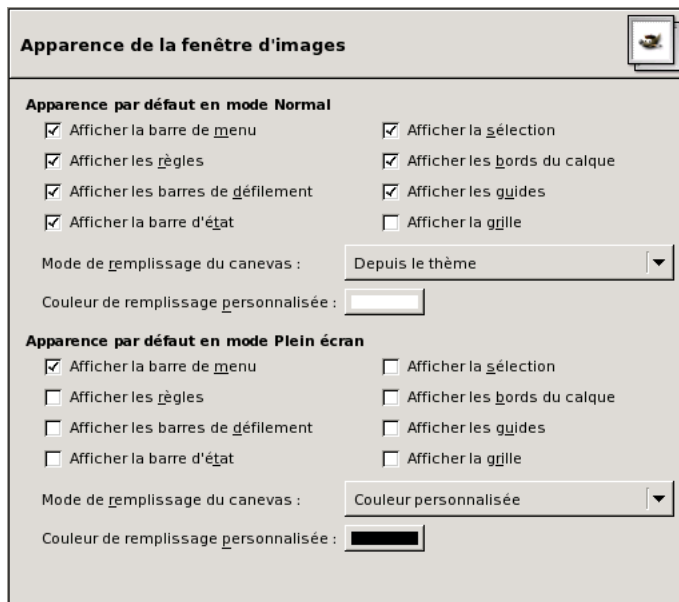 Apparence de la fenêtre d'images
Apparence par défaut en mode Normal
Afficher la barre de menu
Afficher la sélection
Afficher les règles
Afficher les bords du calque
Afficher les barres de défilement
Afficher les guides
Afficher la barre d'état
Afficher la grille
Mode de remplissage du canevas : Depuis le thème
Couleur de remplissage personnalisée :
Apparence par défaut en mode Plein écran
Afficher la barre de menu
Afficher la sélection
Afficher les règles
Afficher les bords du calque
Afficher les barres de défilement
Afficher les guides
Afficher la barre d'état
Afficher la grille
Mode de remplissage du canevas : Couleur personnalisée
Couleur de remplissage personnalisée :